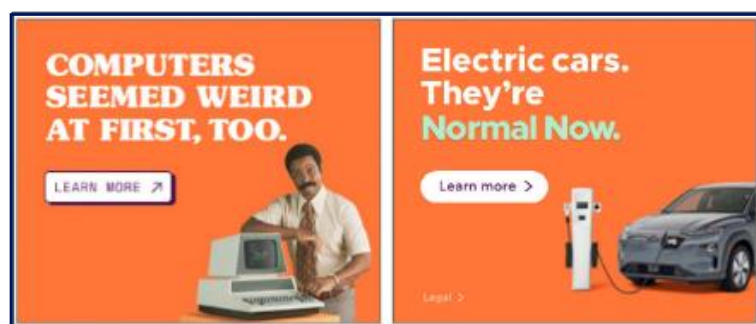 COMPUTERS
SEEMED WEIRD
AT FIRST, TOO.
LEARN MORE
Electric cars.
They're
Normal Now.
Learn more >
Legal >